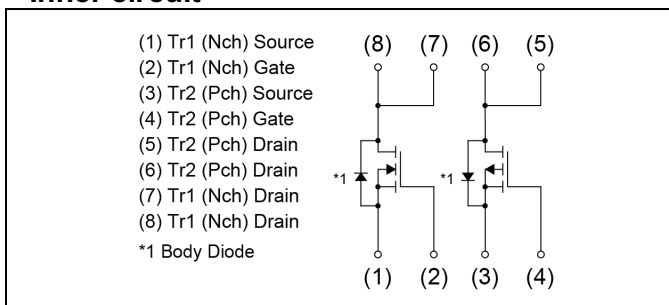 Inner circuit
(1) Tr1 (Nch) Source
(2) Tr1 (Nch) Gate
(3) Tr2 (Pch) Source
(4) Tr2 (Pch) Gate
(5) Tr2 (Pch) Drain
(6) Tr2 (Pch) Drain
(7) Tr1 (Nch) Drain
(8) Tr1 (Nch) Drain
*1 Body Diode
(8) (7) (6) (5)
*1 *1
(1) (2) (3) (4)